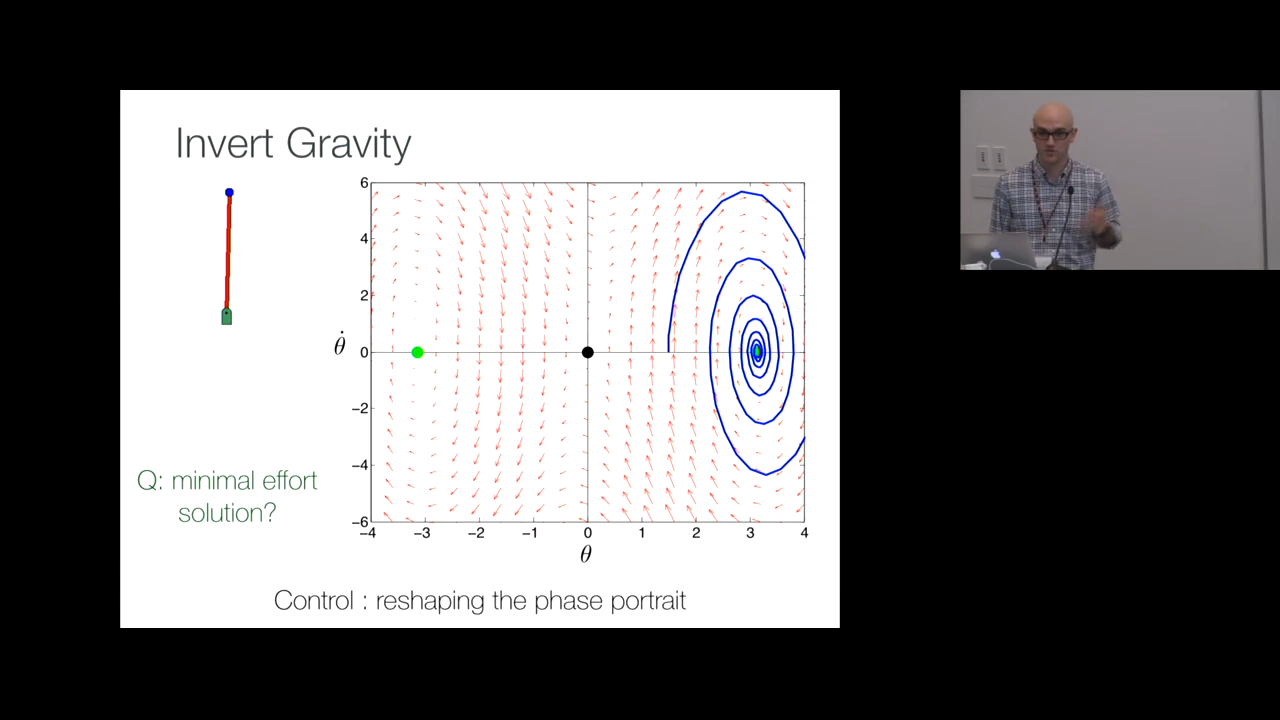 Invert Gravity
6
4
2
θ̇
0
−2
−4
−6
−4
−3
−2
−1
0
1
2
3
4
θ
Q: minimal effort
solution?
Control : reshaping the phase portrait